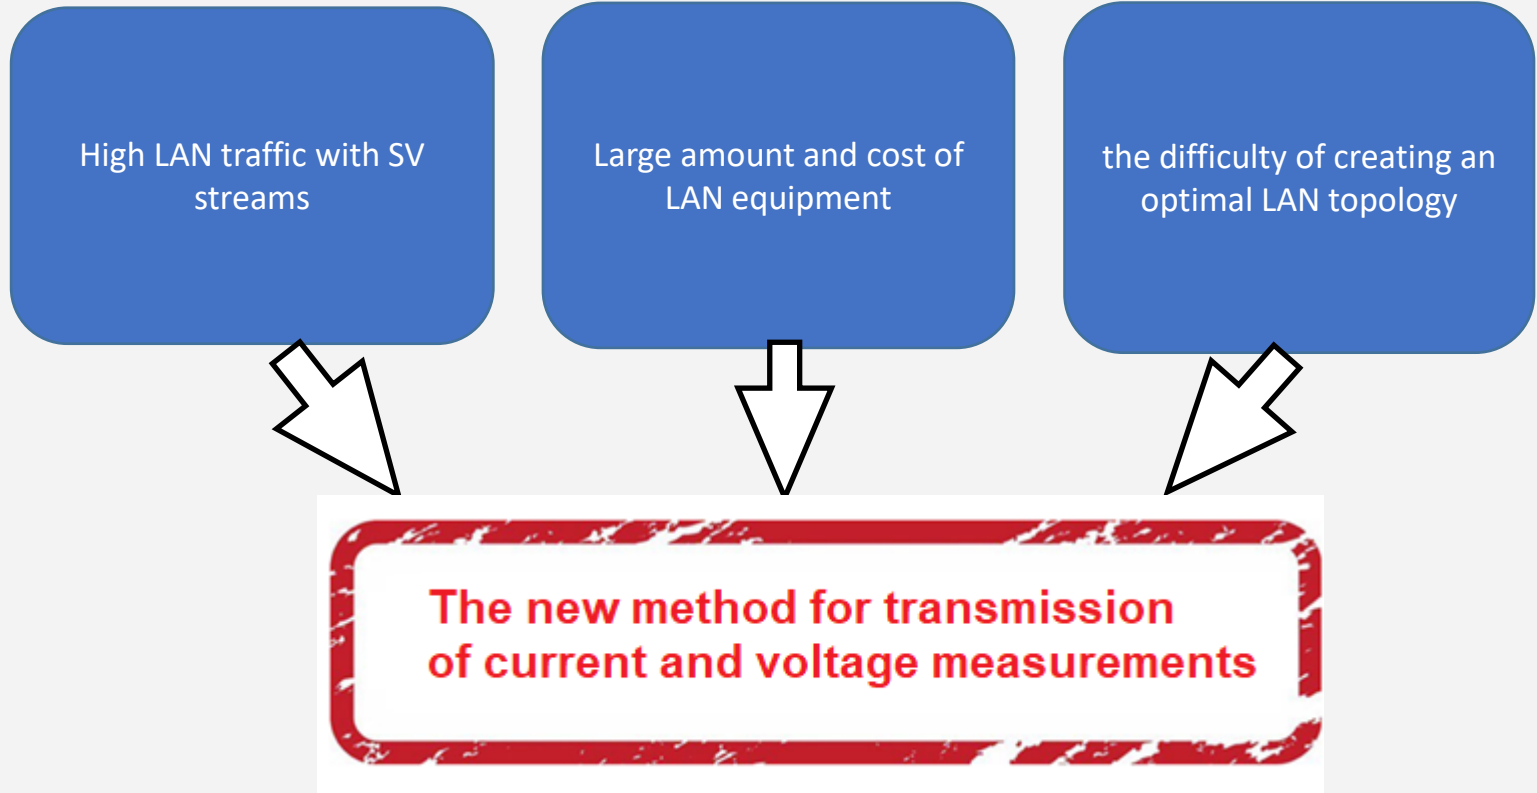 High LAN traffic with SV
streams
Large amount and cost of
LAN equipment
the difficulty of creating an
optimal LAN topology
The new method for transmission
of current and voltage measurements